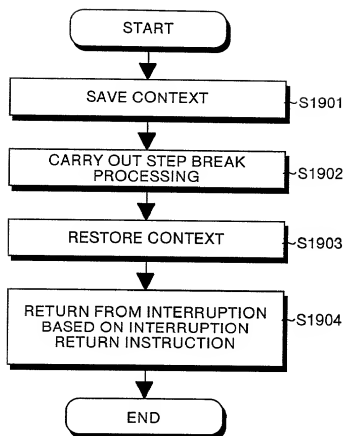 START
SAVE CONTEXT
S1901
CARRY OUT STEP BREAK
PROCESSING
S1902
RESTORE CONTEXT
S1903
RETURN FROM INTERRUPTION
BASED ON INTERRUPTION
RETURN INSTRUCTION
S1904
END